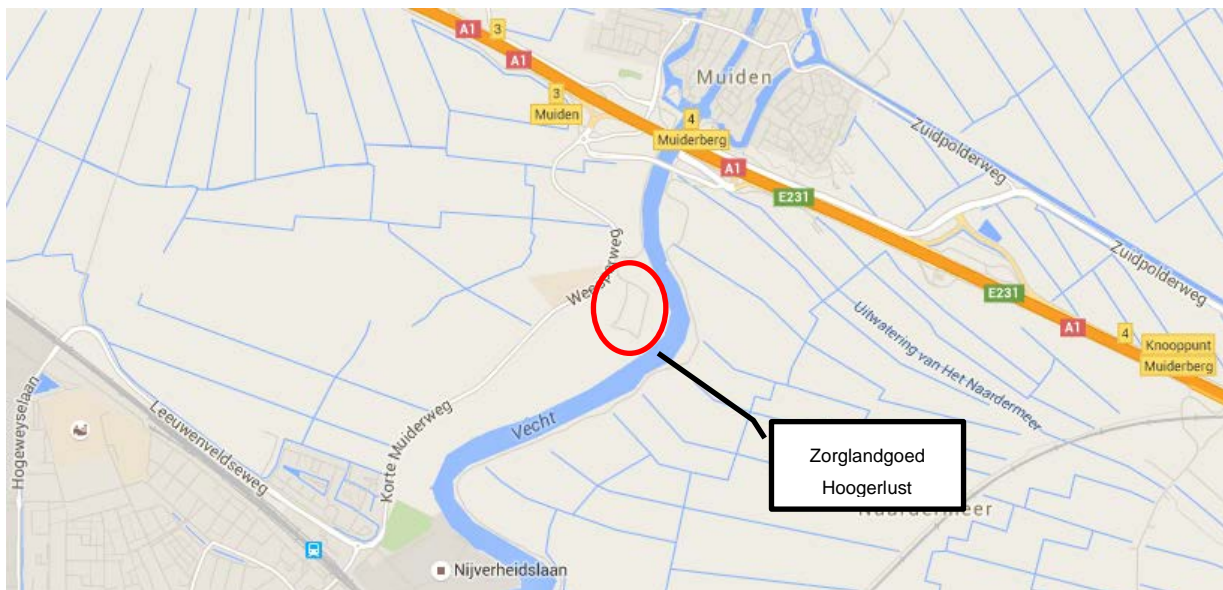 A1
3
A1
3
Muiden
Muiden
4
Muiderberg
A1
E231
Zuidpolderweg
Zuidpolderweg
Weesperweg
E231
Uitwatering van Het Naardermeer
A1
4
Knooppunt
Muiderberg
Hogeweyselaan
Leeuwenveldseweg
Korte Muiderweg
Vecht
Zorglandgoed
Hoogerlust
Naardermeer
Nijverheidslaan